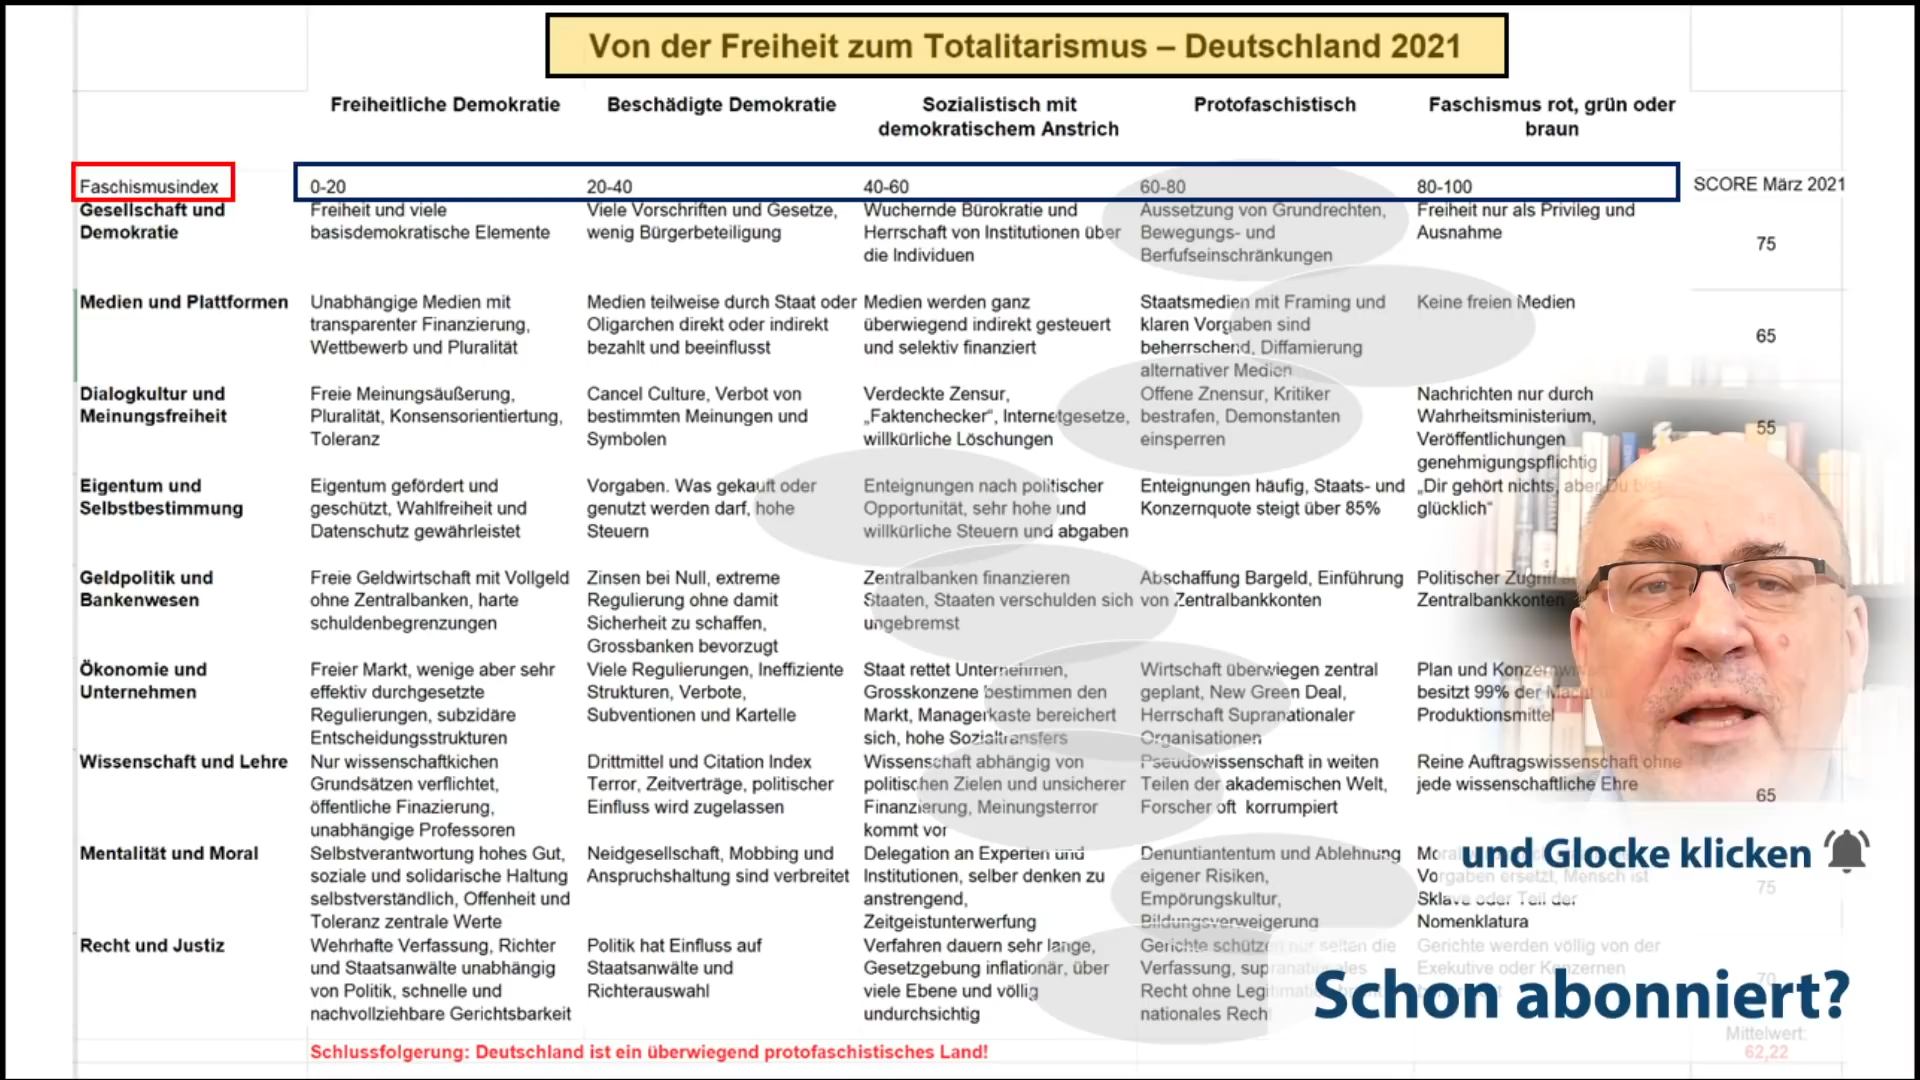 Von der Freiheit zum Totalitarismus – Deutschland 2021
Freiheitliche Demokratie
Beschädigte Demokratie
Sozialistisch mit
demokratischem Anstrich
Protofaschistisch
Faschismus rot, grün oder
braun
Faschismusindex
0-20
20-40
40-60
60-80
80-100
SCORE März 2021
Gesellschaft und
Demokratie
Freiheit und viele
basisdemokratische Elemente
Viele Vorschriften und Gesetze,
wenig Bürgerbeteiligung
Wuchernde Bürokratie und
Herrschaft von Institutionen über
die Individuen
Aussetzung von Grundrechten,
Bewegungs- und
Berfufseinschränkungen
Freiheit nur als Privileg und
Ausnahme
75
Medien und Plattformen
Unabhängige Medien mit
transparenter Finanzierung,
Wettbewerb und Pluralität
Medien teilweise durch Staat oder
Oligarchen direkt oder indirekt
bezahlt und beeinflusst
Medien werden ganz
überwiegend indirekt gesteuert
und selektiv finanziert
Staatsmedien mit Framing und
klaren Vorgaben sind
beherrschend, Diffamierung
alternativer Medien
Keine freien Medien
65
Dialogkultur und
Meinungsfreiheit
Freie Meinungsäußerung,
Pluralität, Konsensorientiertung,
Toleranz
Cancel Culture, Verbot von
bestimmten Meinungen und
Symbolen
Verdeckte Zensur,
„Faktenchecker“, Internetgesetze,
willkürliche Löschungen
Offene Znensur, Kritiker
bestrafen, Demonstanten
einsperren
Nachrichten nur durch
Wahrheitsministerium,
Veröffentlichungen
genehmigungspflichtig
55
Eigentum und
Selbstbestimmung
Eigentum gefördert und
geschützt, Wahlfreiheit und
Datenschutz gewährleistet
Vorgaben. Was gekauft oder
genutzt werden darf, hohe
Steuern
Enteignungen nach politischer
Opportunität, sehr hohe und
willkürliche Steuern und abgaben
Enteignungen häufig, Staats- und
Konzernquote steigt über 85%
„Dir gehört nichts, aber Du
glücklich“
Geldpolitik und
Bankenwesen
Freie Geldwirtschaft mit Vollgeld
ohne Zentralbanken, harte
schuldenbegrenzungen
Zinsen bei Null, extreme
Regulierung ohne damit
Sicherheit zu schaffen,
Grossbanken bevorzugt
Zentralbanken finanzieren
Staaten, Staaten verschulden sich
ungebremst
Abschaffung Bargeld, Einführung
von Zentralbankkonten
Politischer Zugriff
Zentralbankkonten
Ökonomie und
Unternehmen
Freier Markt, wenige aber sehr
effektiv durchgesetzte
Regulierungen, subzidäre
Entscheidungsstrukturen
Viele Regulierungen, Ineffiziente
Strukturen, Verbote,
Subventionen und Kartelle
Staat rettet Unternehmen,
Grosskonzene bestimmen den
Markt, Managerkaste bereichert
sich, hohe Sozialtransfers
Wirtschaft überwiegen zentral
geplant, New Green Deal,
Herrschaft Supranationaler
Organisationen
Plan und
besitzt 99% der
Produktionsmittel
Wissenschaft und Lehre
Nur wissenschaftkichen
Grundsätzen verflichtet,
öffentliche Finazierung,
unabhängige Professoren
Drittmittel und Citation Index
Terror, Zeitverträge, politischer
Einfluss wird zugelassen
Wissenschaft abhängig von
politischen Zielen und unsicherer
Finanzierung, Meinungsterror
kommt vor
Pseudowissenschaft in weiten
Teilen der akademischen Welt,
Forscher oft korrumpiert
Reine Auftragswissenschaft ohne
jede wissenschaftliche Ehre
65
Mentalität und Moral
Selbstverantwortung hohes Gut,
soziale und solidarische Haltung
selbstverständlich, Offenheit und
Toleranz zentrale Werte
Neidgesellschaft, Mobbing und
Anspruchshaltung sind verbreitet
Delegation an Experten und
Institutionen, selber denken zu
anstrengend,
Zeitgeistunterwerfung
Denuntiantentum und Ablehnung
eigener Risiken,
Empörungskultur,
Bildungsverweigerung
Vorgaben ersetzt, Mensch ist
Sklave oder Teil der
Nomenklatura
75
und Glocke klicken
Recht und Justiz
Wehrhafte Verfassung, Richter
und Staatsanwälte unabhängig
von Politik, schnelle und
nachvollziehbare Gerichtsbarkeit
Politik hat Einfluss auf
Staatsanwälte und
Richterauswahl
Verfahren dauern sehr lange,
Gesetzgebung inflationär, über
viele Ebene und völlig
undurchsichtig
Gerichte schützen nur selten die
Verfassung, supranationales
Recht ohne
nationales Recht
Gerichte werden völlig von der
Exekutive oder Konzernen
70
Schon abonniert?
Schlussfolgerung: Deutschland ist ein überwiegend protofaschistisches Land!
Mittelwert:
62,22